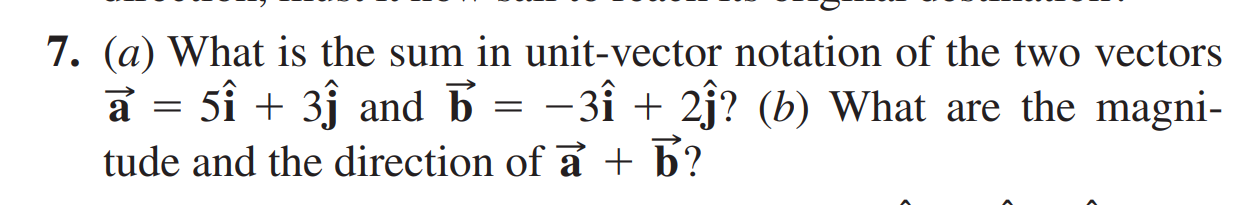 7. (a) What is the sum in unit-vector notation of the two vectors
a⃗ = 5î + 3ĵ and b⃗ = −3î + 2ĵ? (b) What are the magni-
tude and the direction of a⃗ + b⃗?